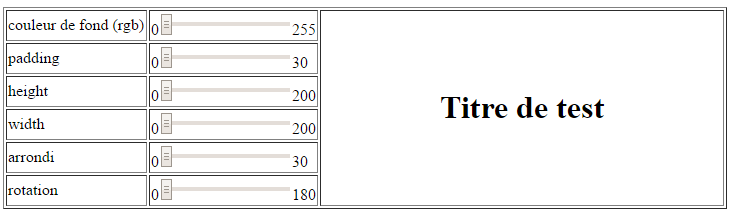 couleur de fond (rgb) 0 255
padding 0 30
height 0 200
width 0 200
arrondi 0 30
rotation 0 180
Titre de test